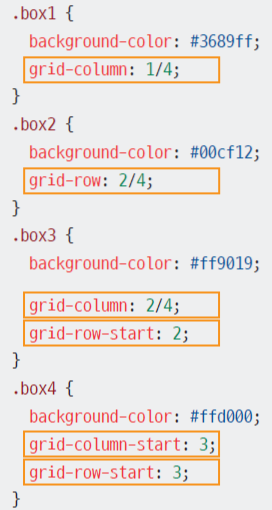 .box1 {
background-color: #3689ff;
grid-column: 1/4;
}
.box2 {
background-color: #00cf12;
grid-row: 2/4;
}
.box3 {
background-color: #ff9019;
grid-column: 2/4;
grid-row-start: 2;
}
.box4 {
background-color: #ffd000;
grid-column-start: 3;
grid-row-start: 3;
}